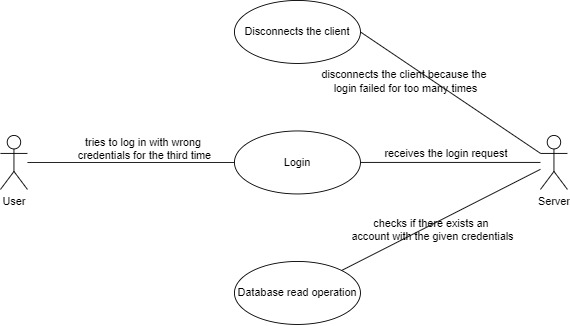 Disconnects the client
disconnects the client because the
login failed for too many times
tries to log in with wrong
credentials for the third time
Login
receives the login request
User
Server
checks if there exists an
account with the given credentials
Database read operation